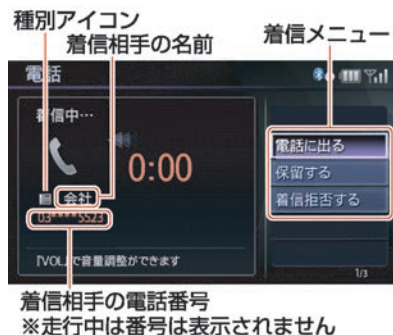 種別アイコン
着信相手の名前
着信メニュー
電話
着信中…
0:00
会社
03****5523
『VOL』で音量調整ができます
電話に出る
保留する
着信拒否する
1/3
着信相手の電話番号
※走行中は番号は表示されません